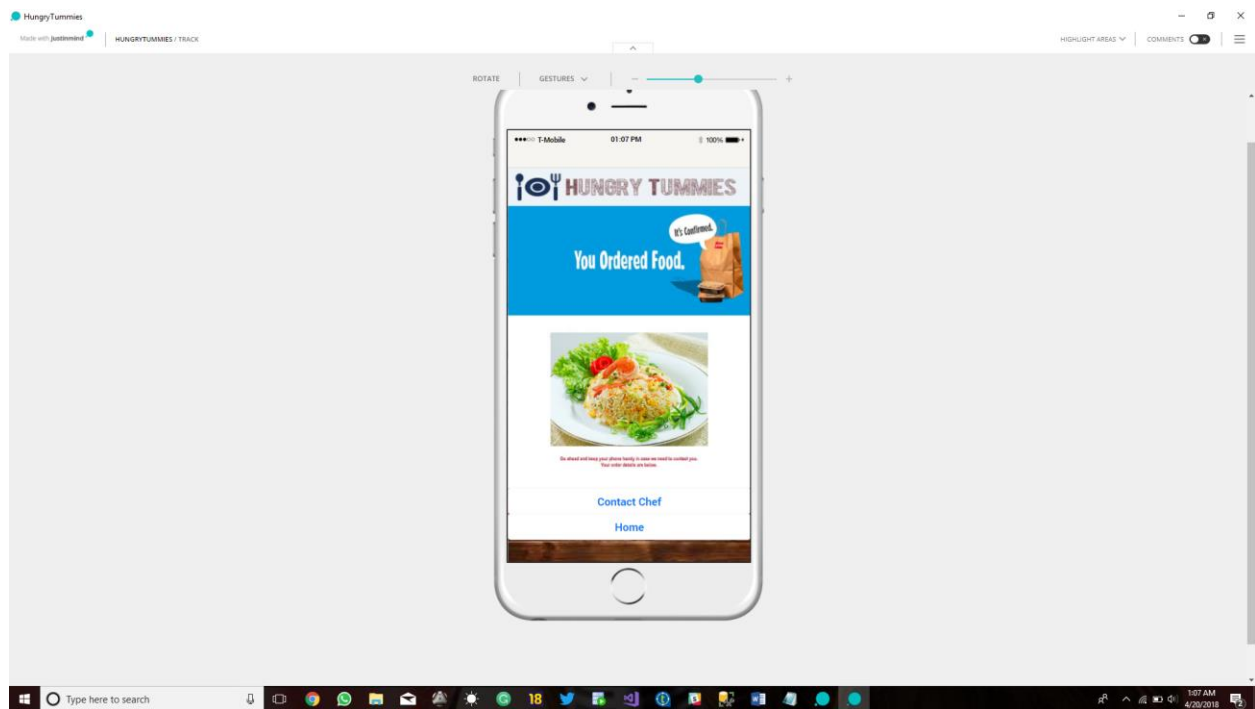 HungryTummies
Made with justinmind
HUNGRYTUMMIES / TRACK
HIGHLIGHT AREAS
COMMENTS
ROTATE
GESTURES
T-Mobile
01:07 PM
100%
HUNGRY TUMMIES
It's Confirmed.
You Ordered Food.
Go ahead and keep your phone handy in case we need to contact you.
Your order details are below.
Contact Chef
Home
Type here to search
18
1:07 AM
4/20/2018